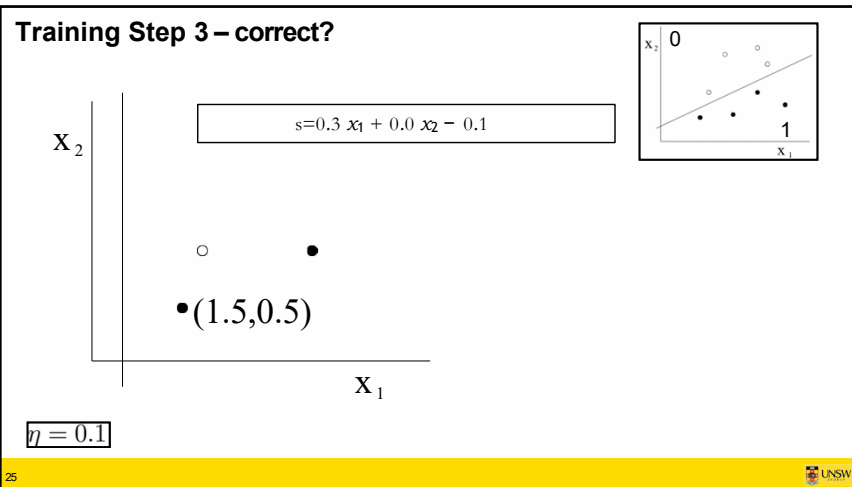 Training Step 3 – correct?
x₂ 0
1
x₁
s=0.3 x₁ + 0.0 x₂ − 0.1
x₂
(1.5,0.5)
x₁
η = 0.1
25
UNSW